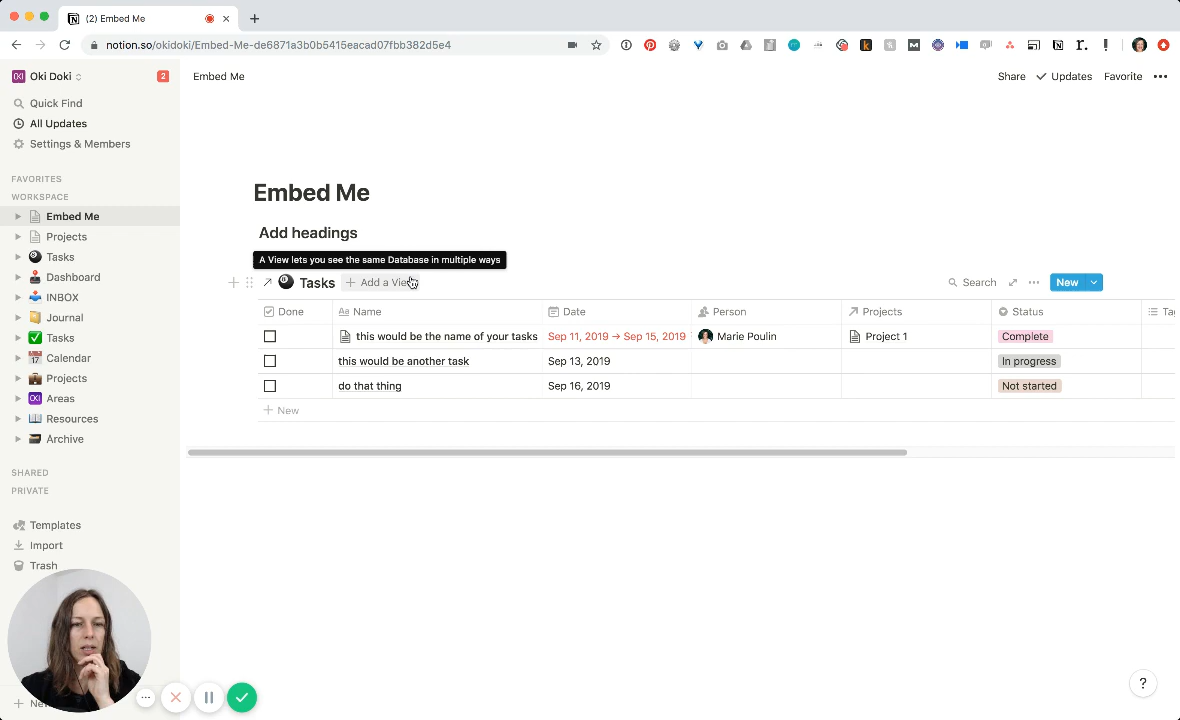 (2) Embed Me
notion.so/okidoki/Embed-Me-de6871a3b0b5415eacad07fbb382d5e4
Oki Doki
2
Embed Me
Share
Updates
Favorite
Quick Find
All Updates
Settings & Members
FAVORITES
WORKSPACE
Embed Me
Projects
Tasks
Dashboard
INBOX
Journal
Tasks
Calendar
Projects
Areas
Resources
Archive
SHARED
PRIVATE
Templates
Import
Trash
Embed Me
Add headings
A View lets you see the same Database in multiple ways
Tasks
Add a View
Search
New
Done
Name
Date
Person
Projects
Status
this would be the name of your tasks
Sep 11, 2019 → Sep 15, 2019
Marie Poulin
Project 1
Complete
this would be another task
Sep 13, 2019
In progress
do that thing
Sep 16, 2019
Not started
New
?